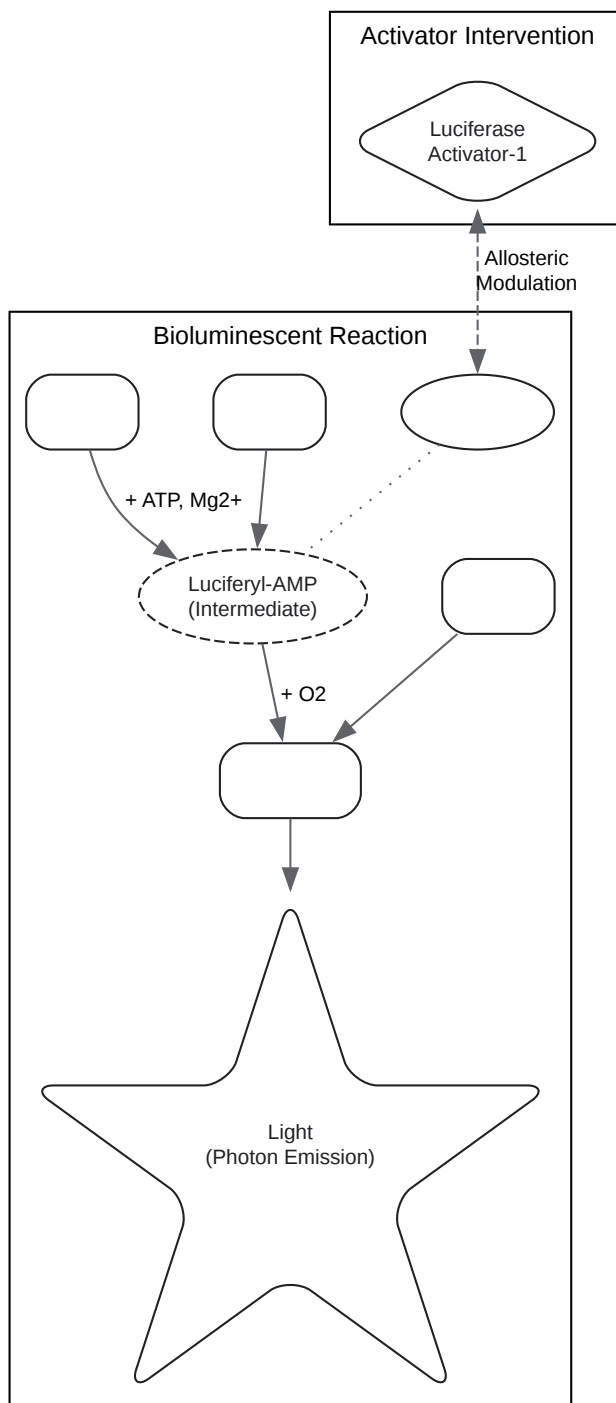 Activator Intervention
Luciferase
Activator-1
Allosteric
Modulation
Bioluminescent Reaction
+ ATP, Mg2+
Luciferyl-AMP
(Intermediate)
+ O2
Light
(Photon Emission)